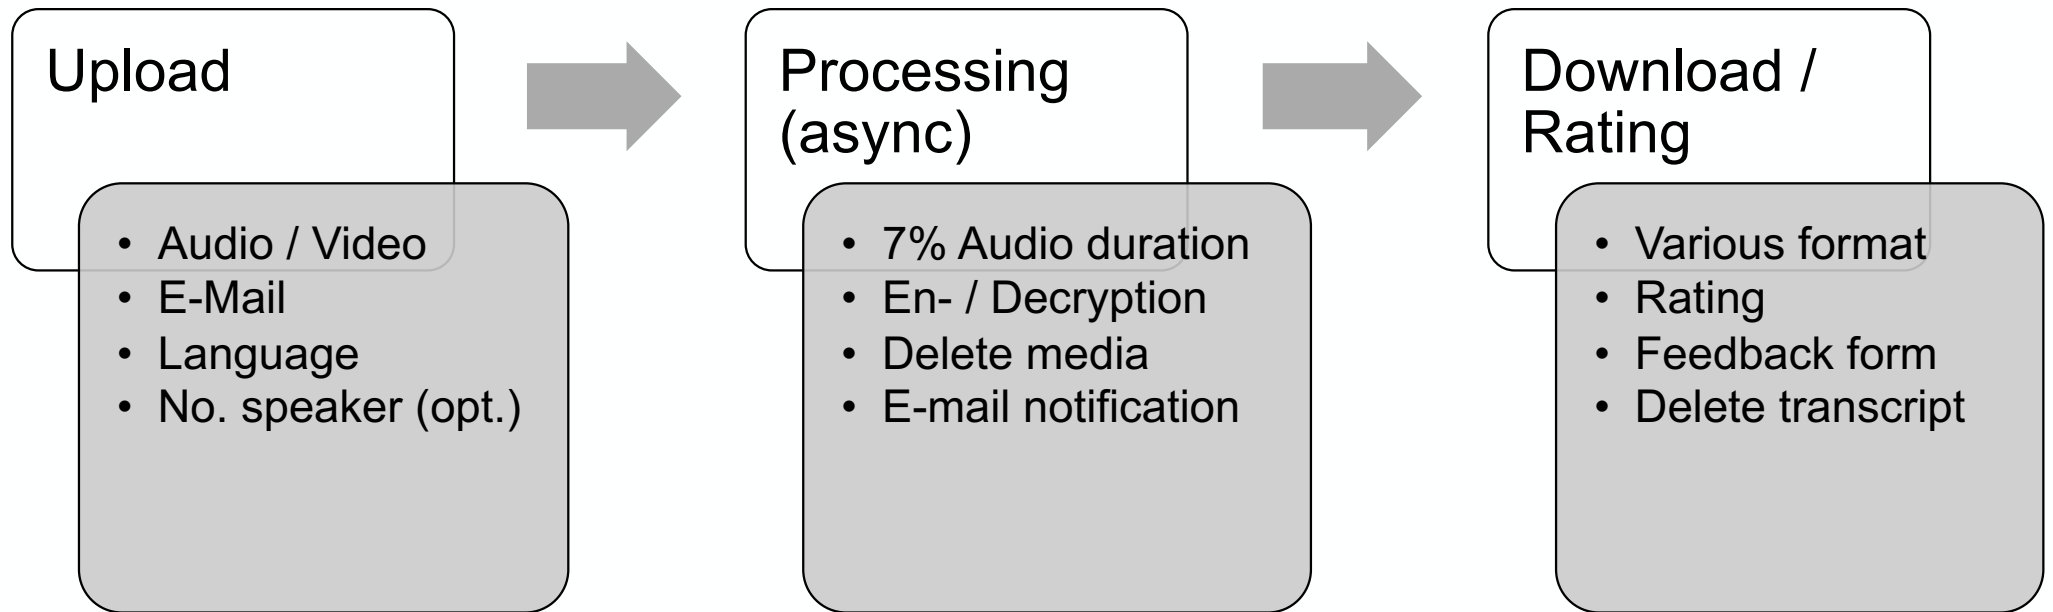 Upload
• Audio / Video
• E-Mail
• Language
• No. speaker (opt.)
Processing
(async)
• 7% Audio duration
• En- / Decryption
• Delete media
• E-mail notification
Download /
Rating
• Various format
• Rating
• Feedback form
• Delete transcript